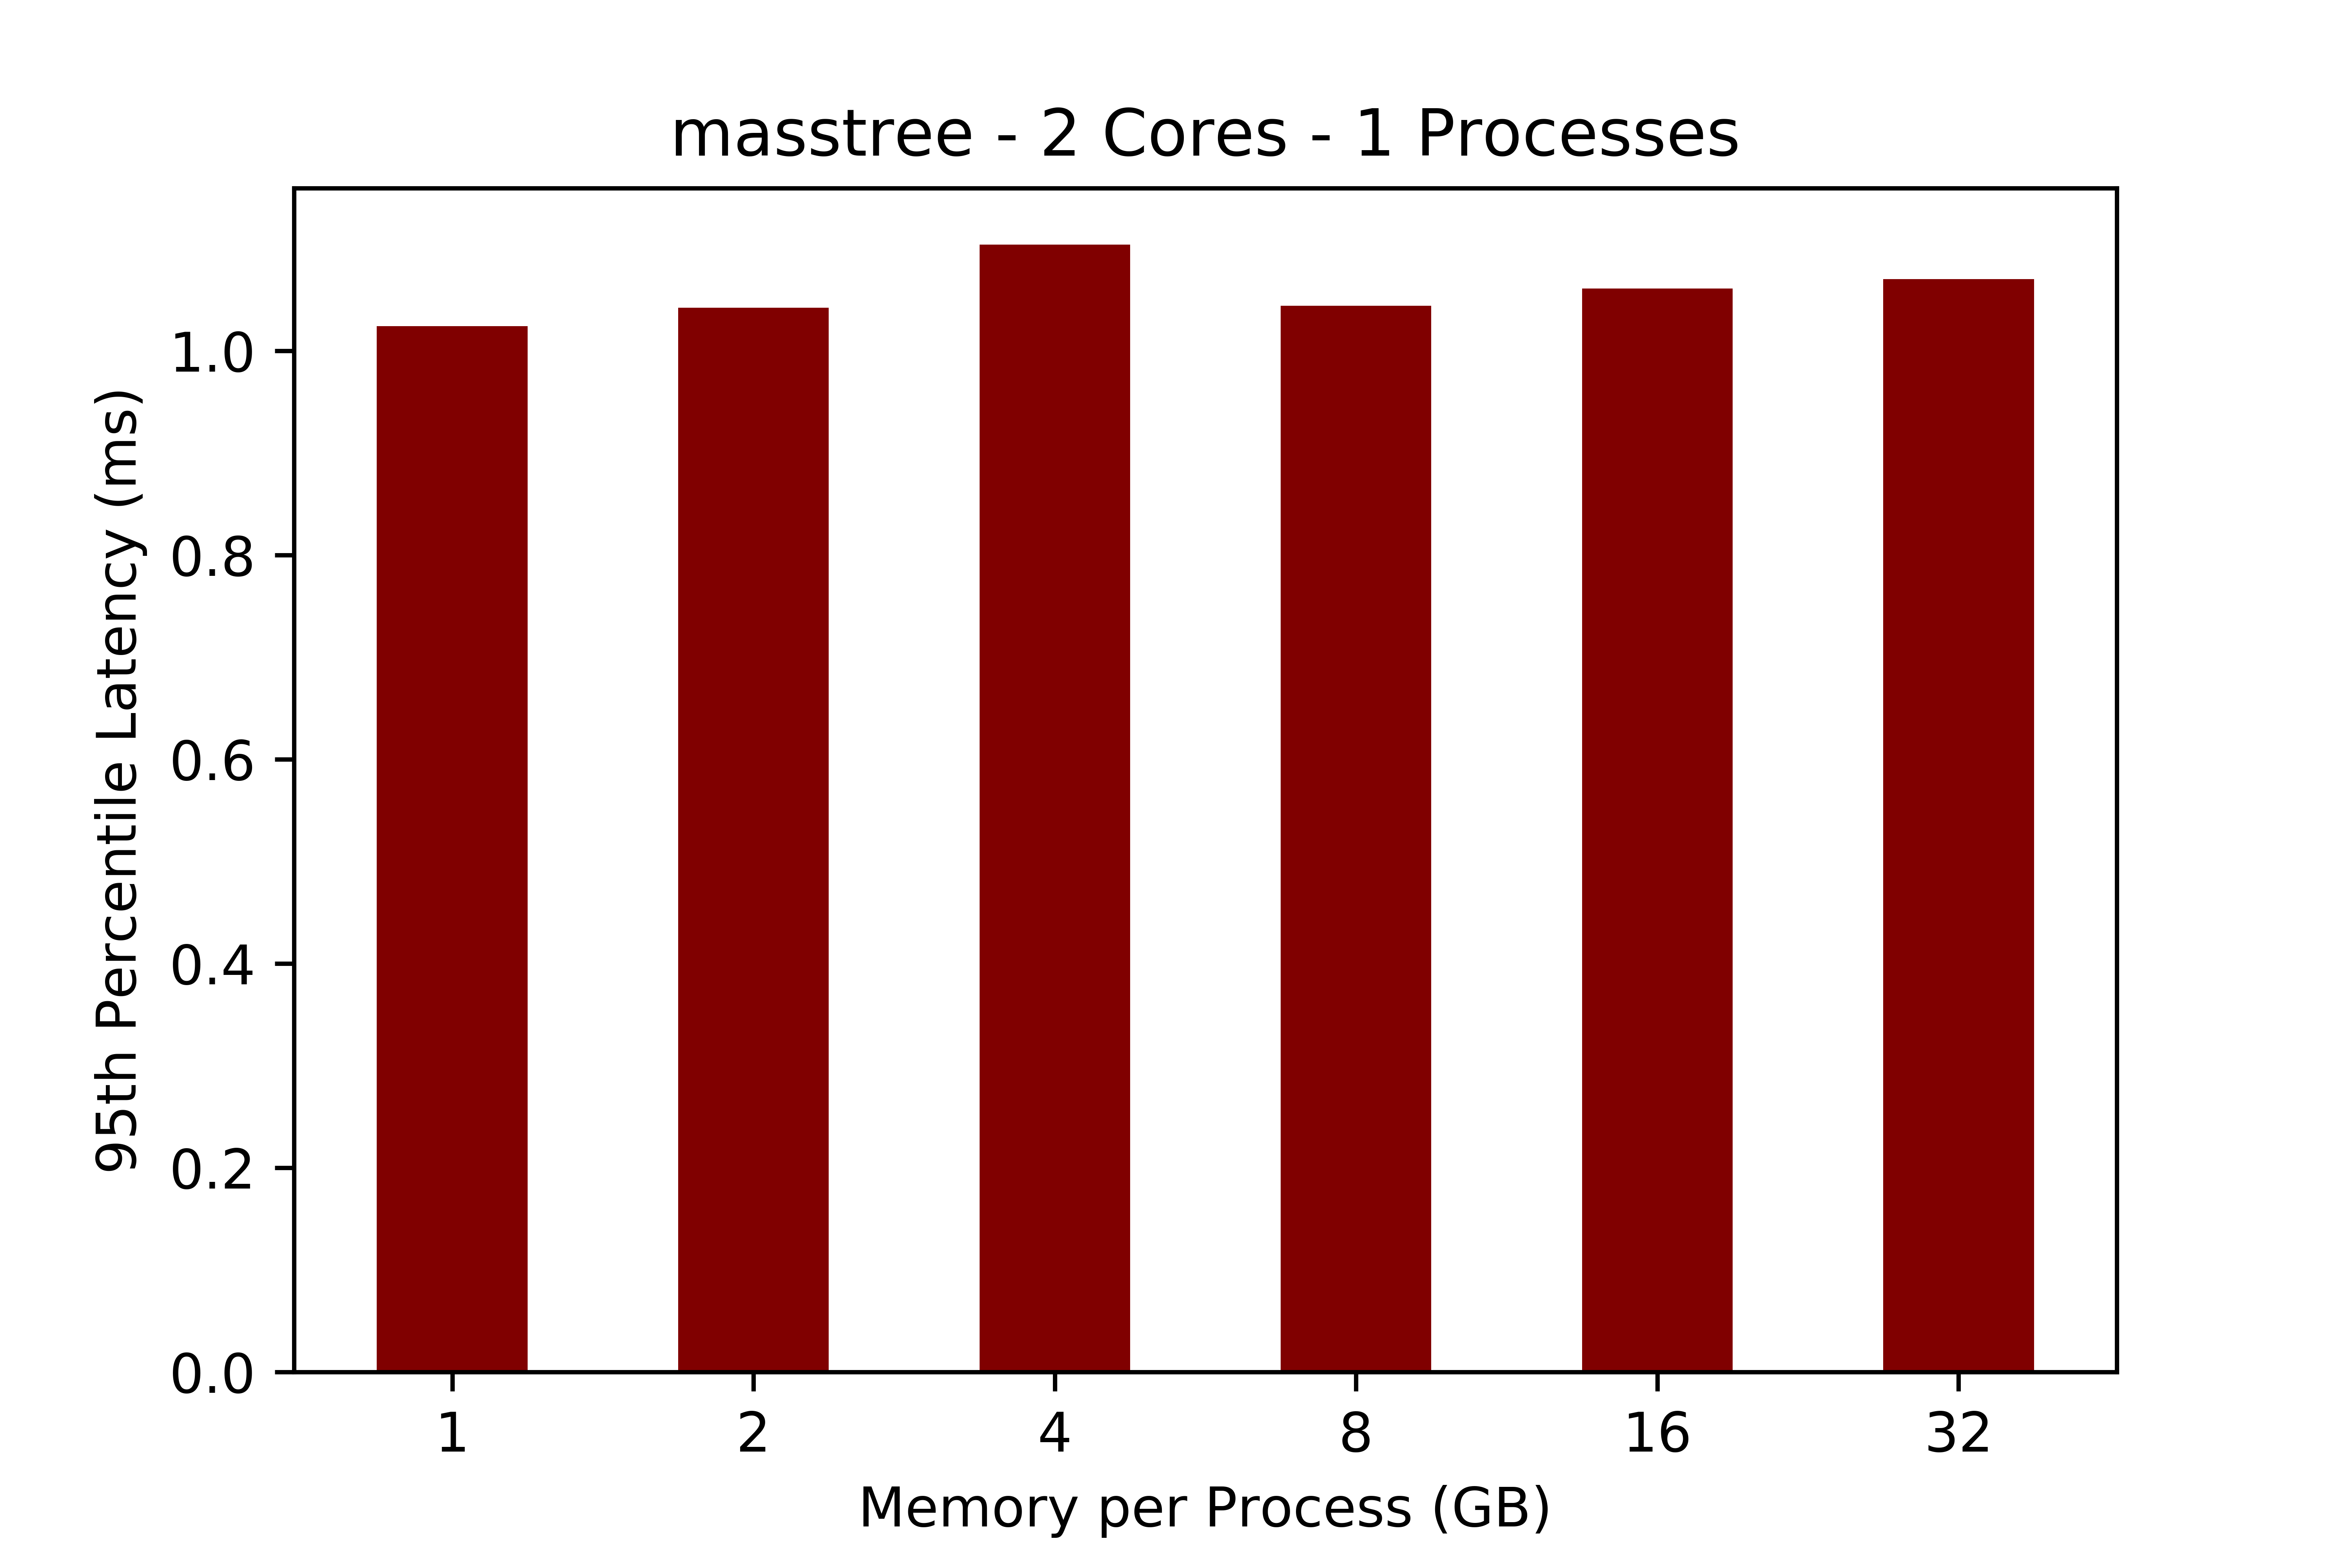 masstree - 2 Cores - 1 Processes
95th Percentile Latency (ms)
1.0
0.8
0.6
0.4
0.2
0.0
1 2 4 8 16 32
Memory per Process (GB)